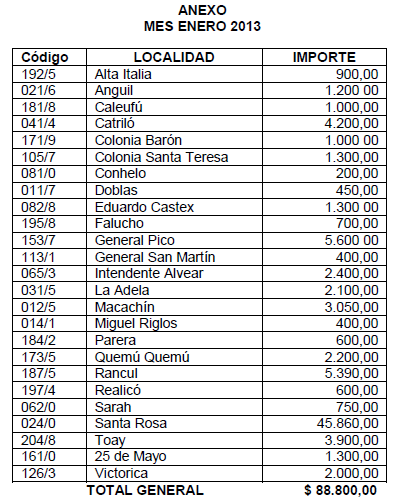 ANEXO
MES ENERO 2013
Código LOCALIDAD IMPORTE
192/5 Alta Italia 900,00
021/6 Anguil 1.200 00
181/8 Caleufú 1.000,00
041/4 Catriló 4.200,00
171/9 Colonia Barón 1.000 00
105/7 Colonia Santa Teresa 1.300,00
081/0 Conhelo 200,00
011/7 Doblas 450,00
082/8 Eduardo Castex 1.300 00
195/8 Falucho 700,00
153/7 General Pico 5.600 00
113/1 General San Martín 400,00
065/3 Intendente Alvear 2.400,00
031/5 La Adela 2.100,00
012/5 Macachín 3.050,00
014/1 Miguel Riglos 400,00
184/2 Parera 600,00
173/5 Quemú Quemú 2.200,00
187/5 Rancul 5.390,00
197/4 Realicó 600,00
062/0 Sarah 750,00
024/0 Santa Rosa 45.860,00
204/8 Toay 3.900,00
161/0 25 de Mayo 1.300,00
126/3 Victorica 2.000,00
TOTAL GENERAL $ 88.800,00